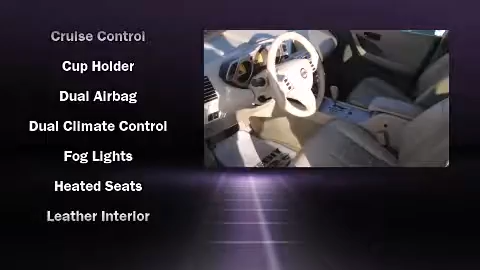 Cruise Control
Cup Holder
Dual Airbag
Dual Climate Control
Fog Lights
Heated Seats
Leather Interior